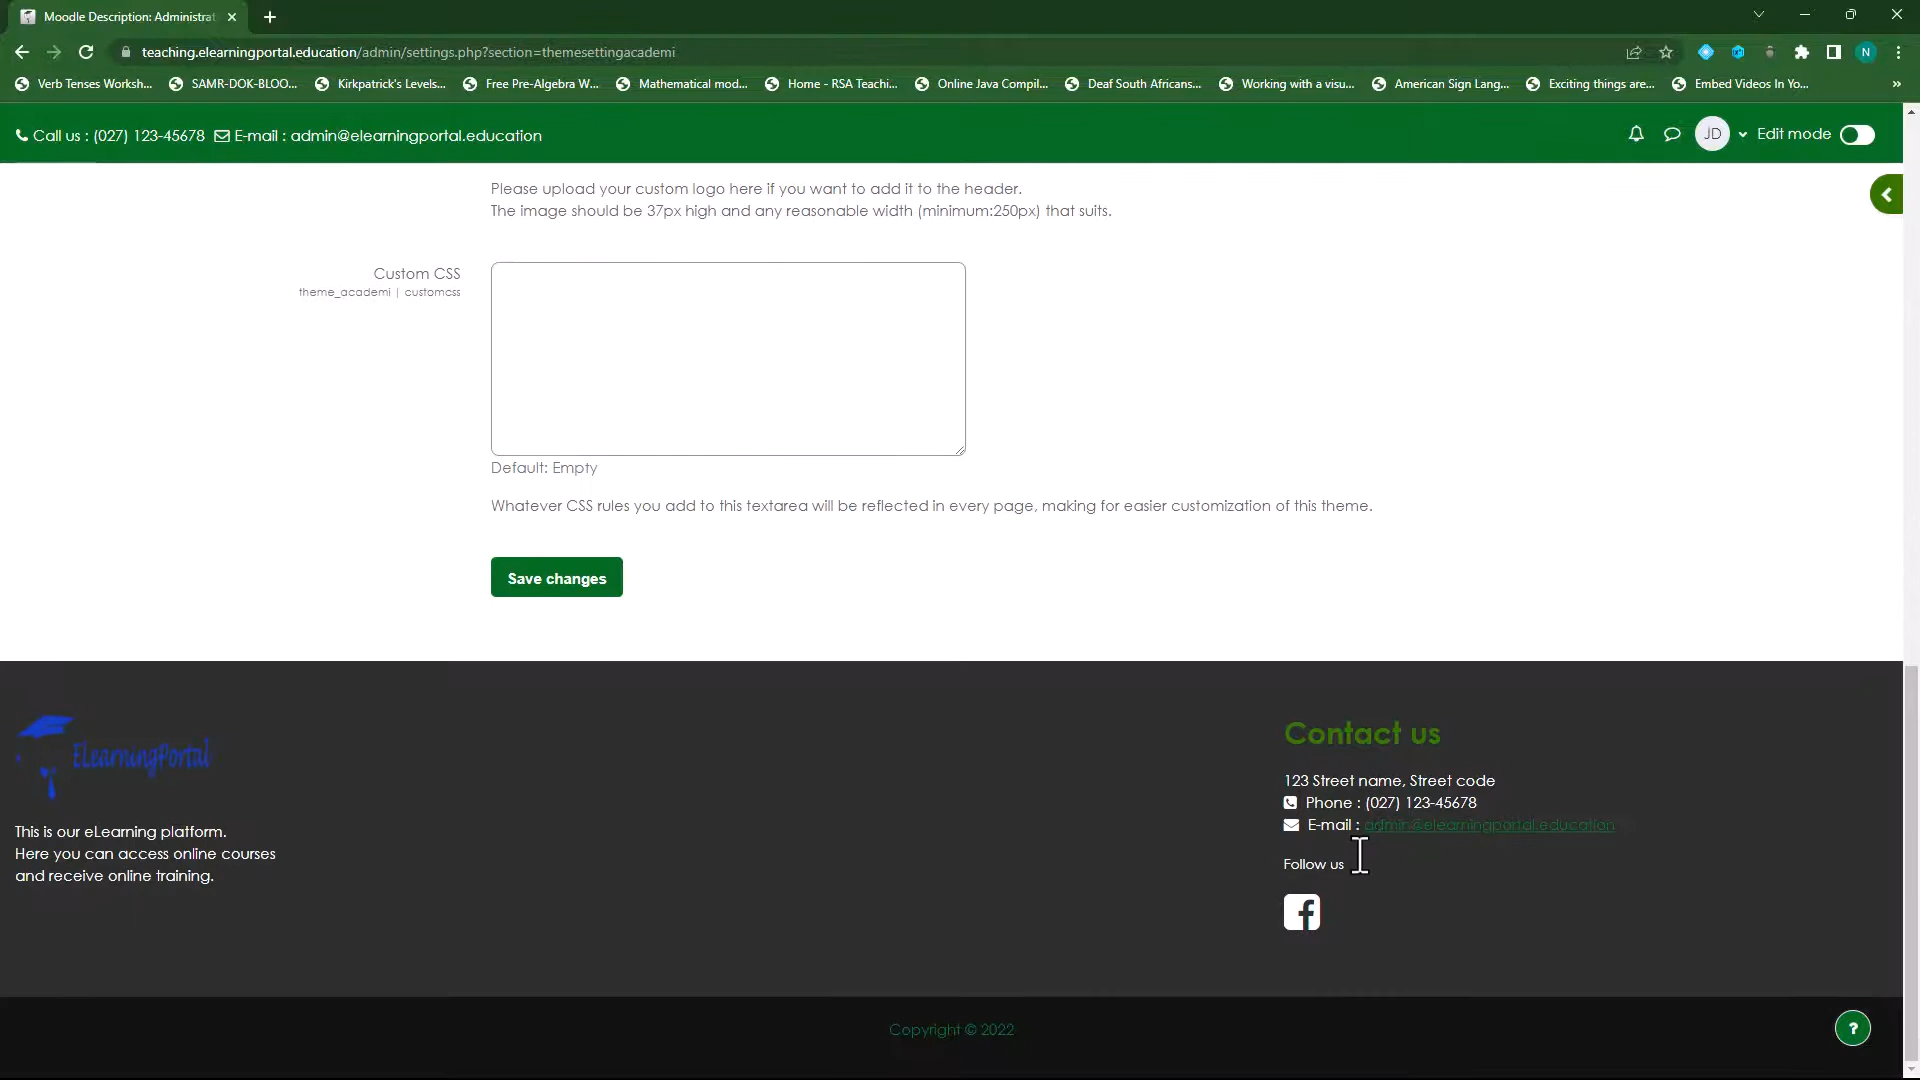 Moodle Description: Administrat
teaching.elearningportal.education/admin/settings.php?section=themesettingacademi
N
Verb Tenses Worksh...
SAMR-DOK-BLOO...
Kirkpatrick's Levels...
Free Pre-Algebra W...
Mathematical mod...
Home - RSA Teachi...
Online Java Compil...
Deaf South Africans...
Working with a visu...
American Sign Lang...
Exciting things are...
Embed Videos In Yo...
»
Call us : (027) 123-45678 E-mail : admin@elearningportal.education
JD
Edit mode
Please upload your custom logo here if you want to add it to the header.
The image should be 37px high and any reasonable width (minimum:250px) that suits.
Custom CSS
theme_academi | customcss
Default: Empty
Whatever CSS rules you add to this textarea will be reflected in every page, making for easier customization of this theme.
Save changes
ELearningPortal
This is our eLearning platform.
Here you can access online courses
and receive online training.
Contact us
123 Street name, Street code
Phone : (027) 123-45678
E-mail : admin@elearningportal.education
Follow us
Copyright © 2022
?